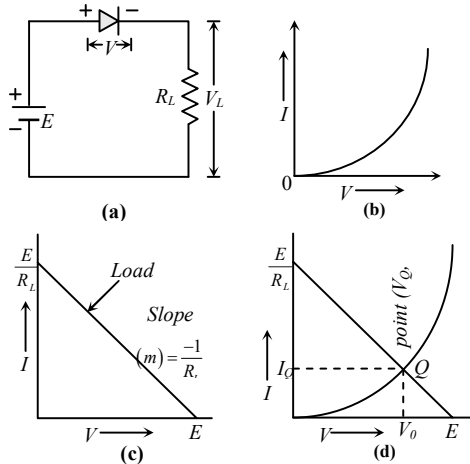 + −
V
+
−
E
R_L
V_L
(a)
I
0
V
(b)
E/R_L
Load
Slope
(m) = −1/R
I
V
E
(c)
E/R_L
point (V_Q,
I_Q
Q
I
V
V_0
E
(d)